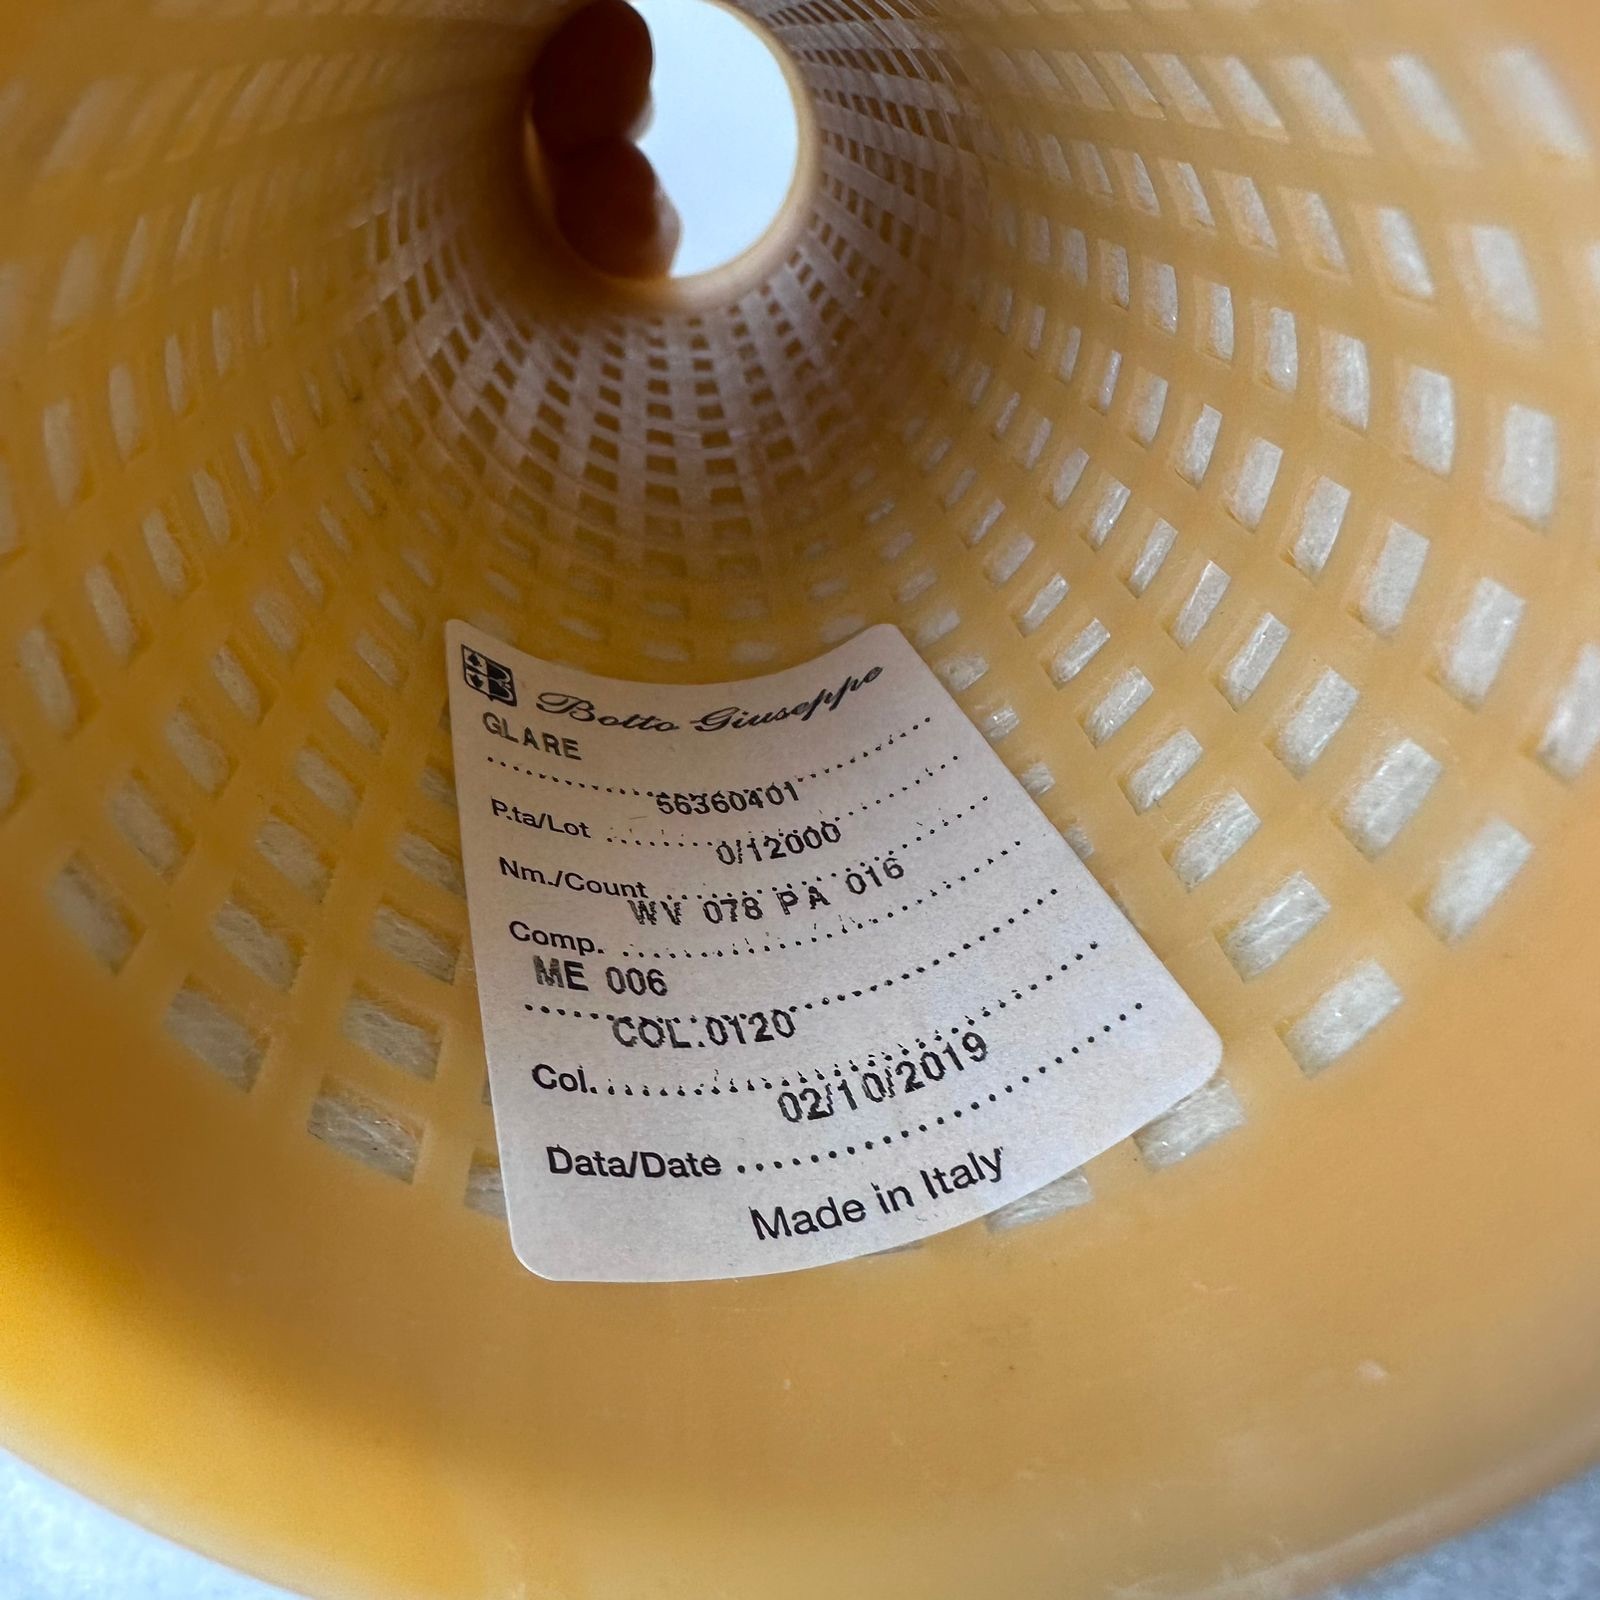 Botto Giuseppe
GLARE
56360401
P.ta/Lot
0/12000
Nm./Count
WV 078 PA 016
Comp.
ME 006
COL.0120
Col.
02/10/2019
Data/Date
Made in Italy